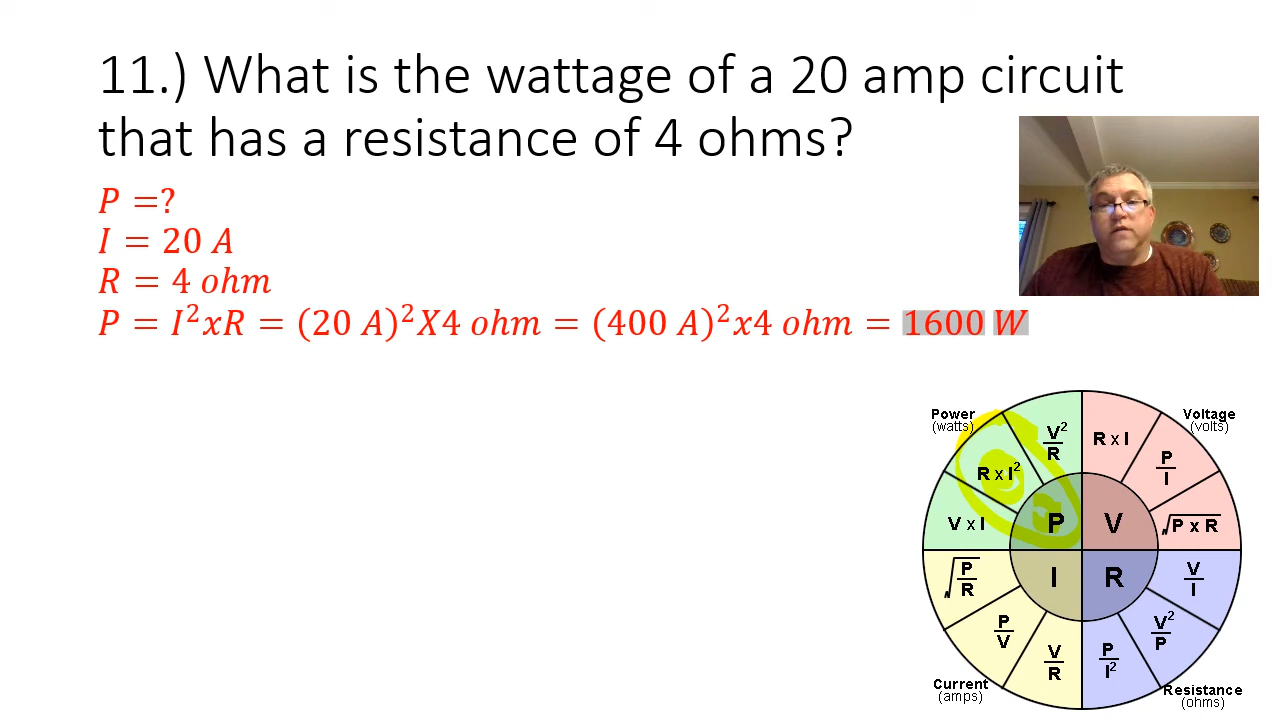 11.) What is the wattage of a 20 amp circuit
that has a resistance of 4 ohms?
P =?
I = 20 A
R = 4 ohm
P = I²xR = (20 A)²X4 ohm = (400 A)²x4 ohm = 1600 W
Power
(watts)
Voltage
(volts)
V²/R
R x I
R x I²
P/I
V x I
P
V
√P x R
√P/R
I
R
V/I
P/V
V²/P
V/R
P/I²
Current
(amps)
Resistance
(ohms)